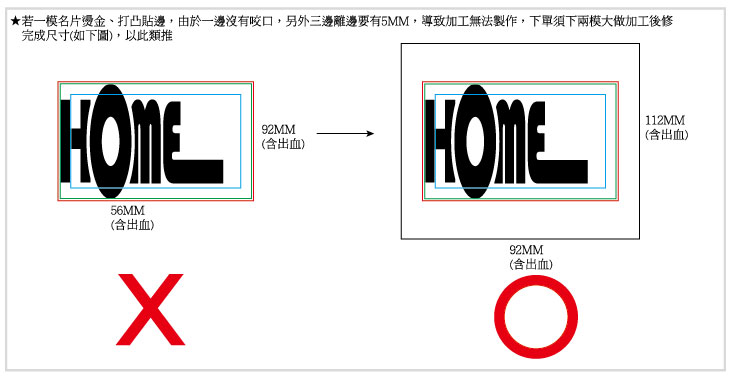 ★若一模名片燙金、打凸貼邊，由於一邊沒有咬口，另外三邊離邊要有5MM，導致加工無法製作，下單須下兩模大做加工後修
完成尺寸(如下圖)，以此類推
HOME
92MM
(含出血)
56MM
(含出血)
HOME
112MM
(含出血)
92MM
(含出血)